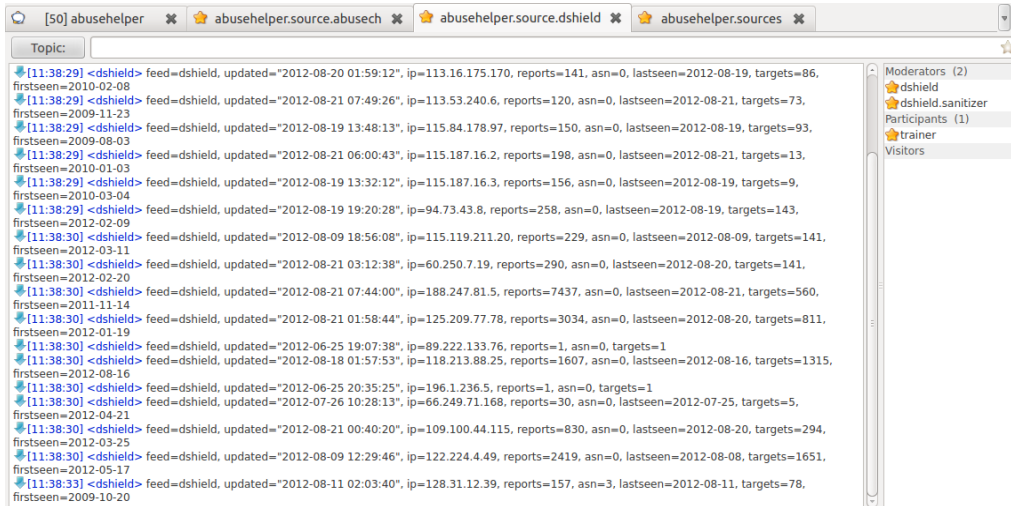 [50] abusehelper abusehelper.source.abusech abusehelper.source.dshield abusehelper.sources
Topic:
[11:38:29] <dshield> feed=dshield, updated="2012-08-20 01:59:12", ip=113.16.175.170, reports=141, asn=0, lastseen=2012-08-19, targets=86,
firstseen=2010-02-08
[11:38:29] <dshield> feed=dshield, updated="2012-08-21 07:49:26", ip=113.53.240.6, reports=120, asn=0, lastseen=2012-08-21, targets=73,
firstseen=2009-11-23
[11:38:29] <dshield> feed=dshield, updated="2012-08-19 13:48:13", ip=115.84.178.97, reports=150, asn=0, lastseen=2012-08-19, targets=93,
firstseen=2009-08-03
[11:38:29] <dshield> feed=dshield, updated="2012-08-21 06:00:43", ip=115.187.16.2, reports=198, asn=0, lastseen=2012-08-21, targets=13,
firstseen=2010-01-03
[11:38:29] <dshield> feed=dshield, updated="2012-08-19 13:32:12", ip=115.187.16.3, reports=156, asn=0, lastseen=2012-08-19, targets=9,
firstseen=2010-03-04
[11:38:29] <dshield> feed=dshield, updated="2012-08-19 19:20:28", ip=94.73.43.8, reports=258, asn=0, lastseen=2012-08-19, targets=143,
firstseen=2012-02-09
[11:38:30] <dshield> feed=dshield, updated="2012-08-09 18:56:08", ip=115.119.211.20, reports=229, asn=0, lastseen=2012-08-09, targets=141,
firstseen=2012-03-11
[11:38:30] <dshield> feed=dshield, updated="2012-08-21 03:12:38", ip=60.250.7.19, reports=290, asn=0, lastseen=2012-08-20, targets=141,
firstseen=2012-02-20
[11:38:30] <dshield> feed=dshield, updated="2012-08-21 07:44:00", ip=188.247.81.5, reports=7437, asn=0, lastseen=2012-08-21, targets=560,
firstseen=2011-11-14
[11:38:30] <dshield> feed=dshield, updated="2012-08-21 01:58:44", ip=125.209.77.78, reports=3034, asn=0, lastseen=2012-08-20, targets=811,
firstseen=2012-01-19
[11:38:30] <dshield> feed=dshield, updated="2012-06-25 19:07:38", ip=89.222.133.76, reports=1, asn=0, targets=1
[11:38:30] <dshield> feed=dshield, updated="2012-08-18 01:57:53", ip=118.213.88.25, reports=1607, asn=0, lastseen=2012-08-16, targets=1315,
firstseen=2012-08-16
[11:38:30] <dshield> feed=dshield, updated="2012-06-25 20:35:25", ip=196.1.236.5, reports=1, asn=0, targets=1
[11:38:30] <dshield> feed=dshield, updated="2012-07-26 10:28:13", ip=66.249.71.168, reports=30, asn=0, lastseen=2012-07-25, targets=5,
firstseen=2012-04-21
[11:38:30] <dshield> feed=dshield, updated="2012-08-21 00:40:20", ip=109.100.44.115, reports=830, asn=0, lastseen=2012-08-20, targets=294,
firstseen=2012-03-25
[11:38:30] <dshield> feed=dshield, updated="2012-08-09 12:29:46", ip=122.224.4.49, reports=2419, asn=0, lastseen=2012-08-08, targets=1651,
firstseen=2012-05-17
[11:38:33] <dshield> feed=dshield, updated="2012-08-11 02:03:40", ip=128.31.12.39, reports=157, asn=3, lastseen=2012-08-11, targets=78,
firstseen=2009-10-20
Moderators (2)
dshield
dshield.sanitizer
Participants (1)
trainer
Visitors